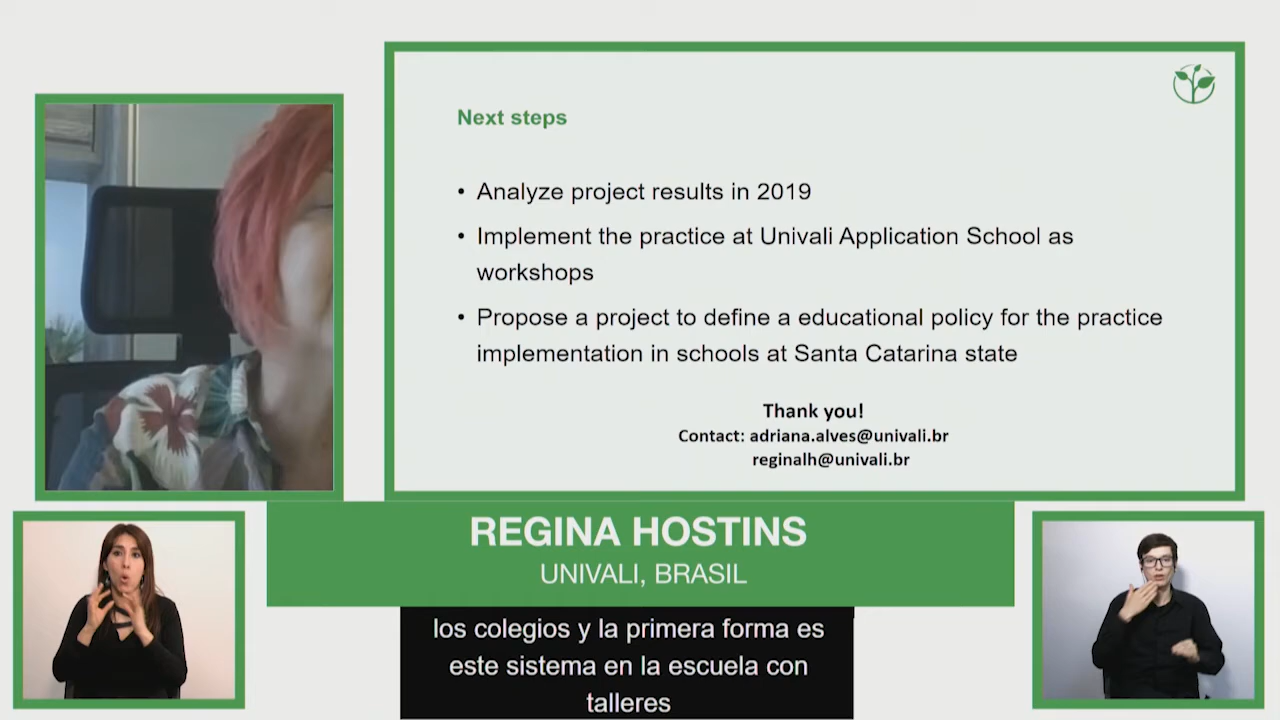 Next steps
• Analyze project results in 2019
• Implement the practice at Univali Application School as
workshops
• Propose a project to define a educational policy for the practice
implementation in schools at Santa Catarina state
Thank you!
Contact: adriana.alves@univali.br
reginalh@univali.br
REGINA HOSTINS
UNIVALI, BRASIL
los colegios y la primera forma es
este sistema en la escuela con
talleres